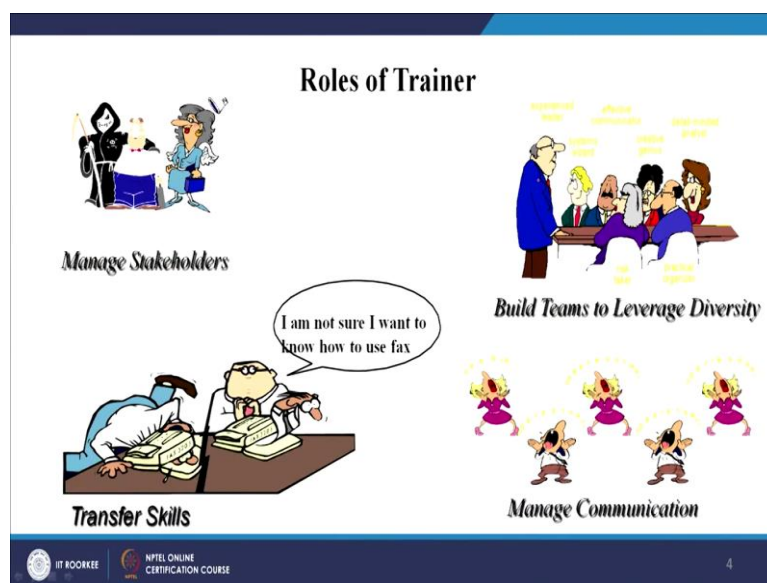 Roles of Trainer
Manage Stakeholders
Build Teams to Leverage Diversity
I am not sure I want to
know how to use fax
Transfer Skills
Manage Communication
IIT ROORKEE
NPTEL ONLINE
CERTIFICATION COURSE
4